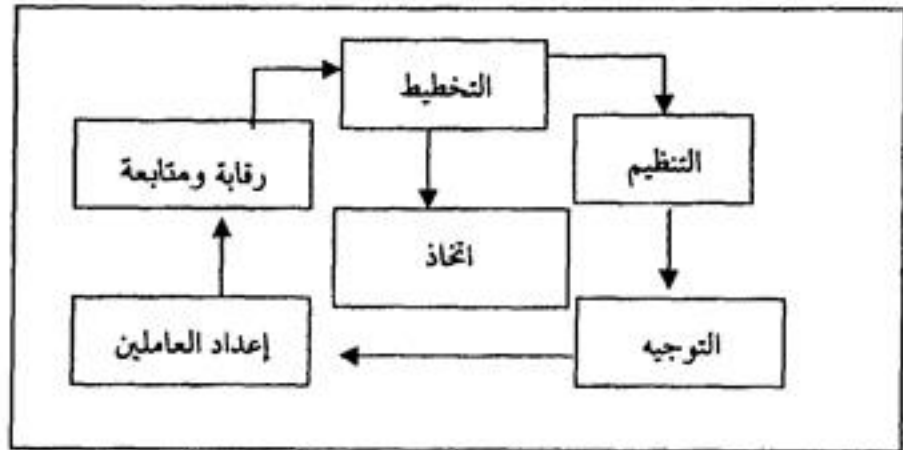 التخطيط
التنظيم
رقابة ومتابعة
اتخاذ
التوجيه
إعداد العاملين